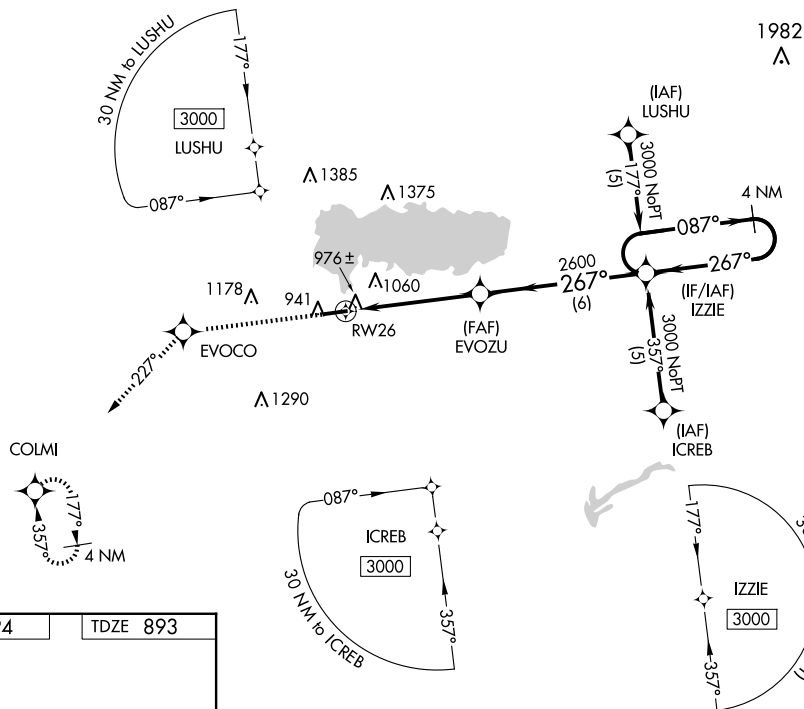 1982
30 NM to LUSHU
177°
3000
LUSHU
087°
(IAF)
LUSHU
3000 NoPT
177°
(5)
4 NM
087°
267°
1385
1375
976 ±
1060
1178
941
RW26
2600
267°
(6)
(IF/IAF)
IZZIE
(FAF)
EVOZU
EVOCO
227°
1290
3000 NoPT
357°
(5)
(IAF)
ICREB
COLMI
177°
357°
4 NM
087°
ICREB
3000
30 NM to ICREB
357°
177°
IZZIE
3000
357°
TDZE 893